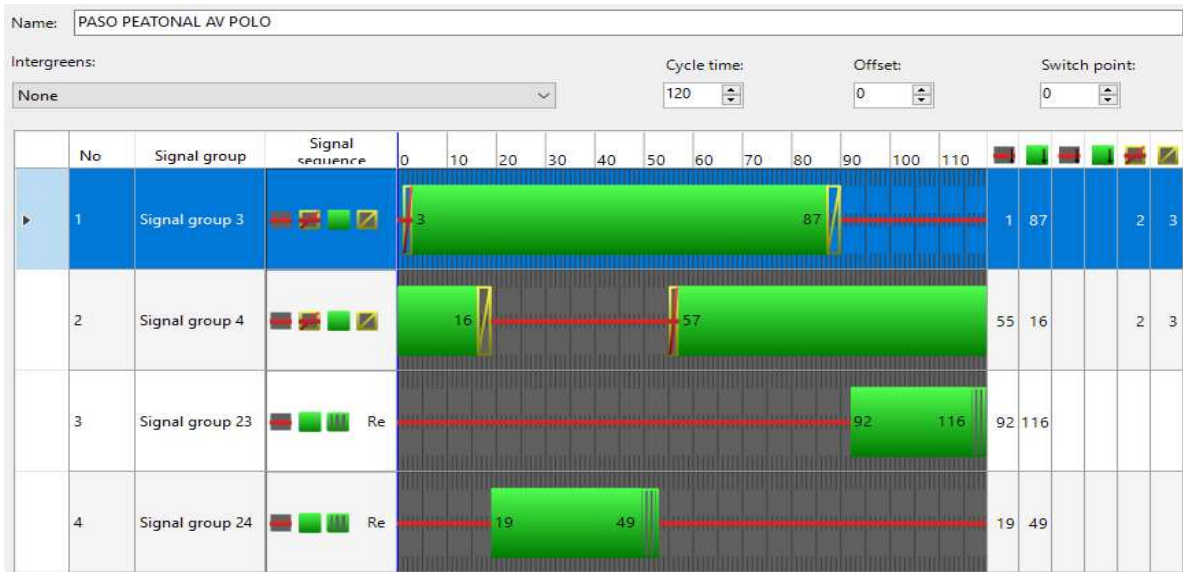 Name: PASO PEATONAL AV POLO
Intergreens: Cycle time: Offset: Switch point:
None 120 0 0
No Signal group Signal sequence 0 10 20 30 40 50 60 70 80 90 100 110
1 Signal group 3 3 87 1 87 2 3
2 Signal group 4 16 57 55 16 2 3
3 Signal group 23 Re 92 116 92 116
4 Signal group 24 Re 19 49 19 49